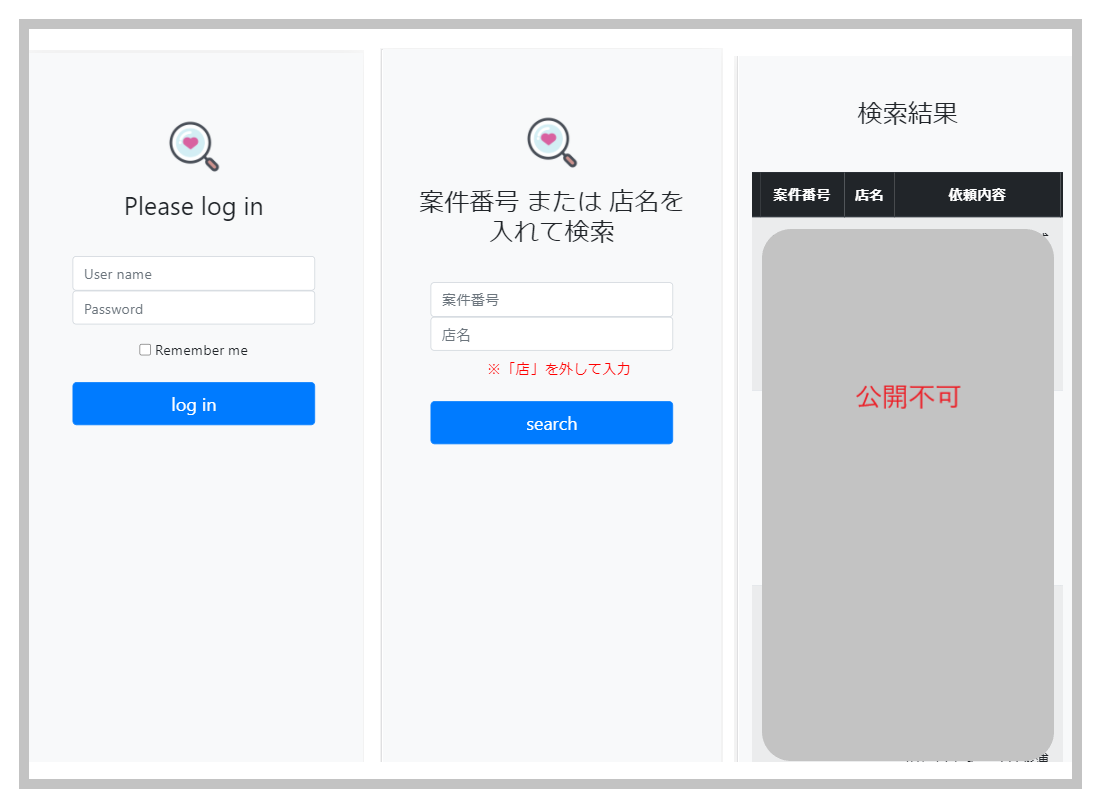 Please log in
User name
Password
Remember me
log in
案件番号 または 店名を
入れて検索
案件番号
店名
※「店」を外して入力
search
検索結果
案件番号 店名 依頼内容
公開不可